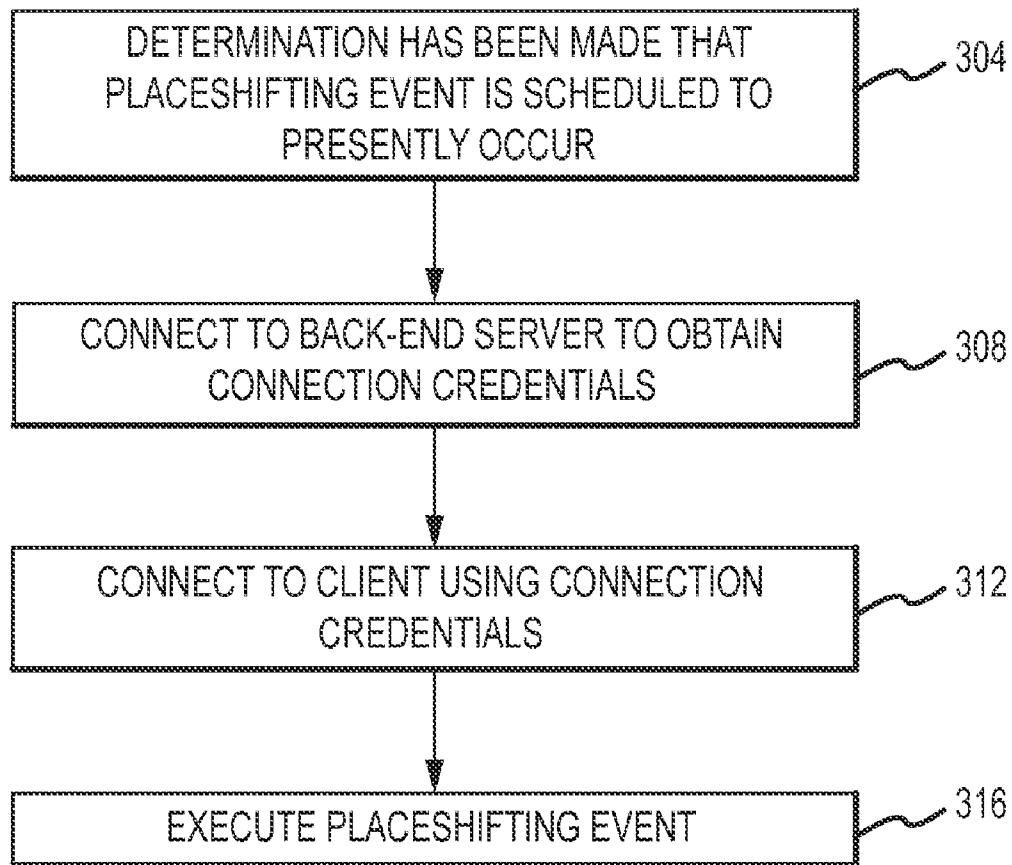 DETERMINATION HAS BEEN MADE THAT
PLACESHIFTING EVENT IS SCHEDULED TO
PRESENTLY OCCUR
304
CONNECT TO BACK-END SERVER TO OBTAIN
CONNECTION CREDENTIALS
308
CONNECT TO CLIENT USING CONNECTION
CREDENTIALS
312
EXECUTE PLACESHIFTING EVENT
316